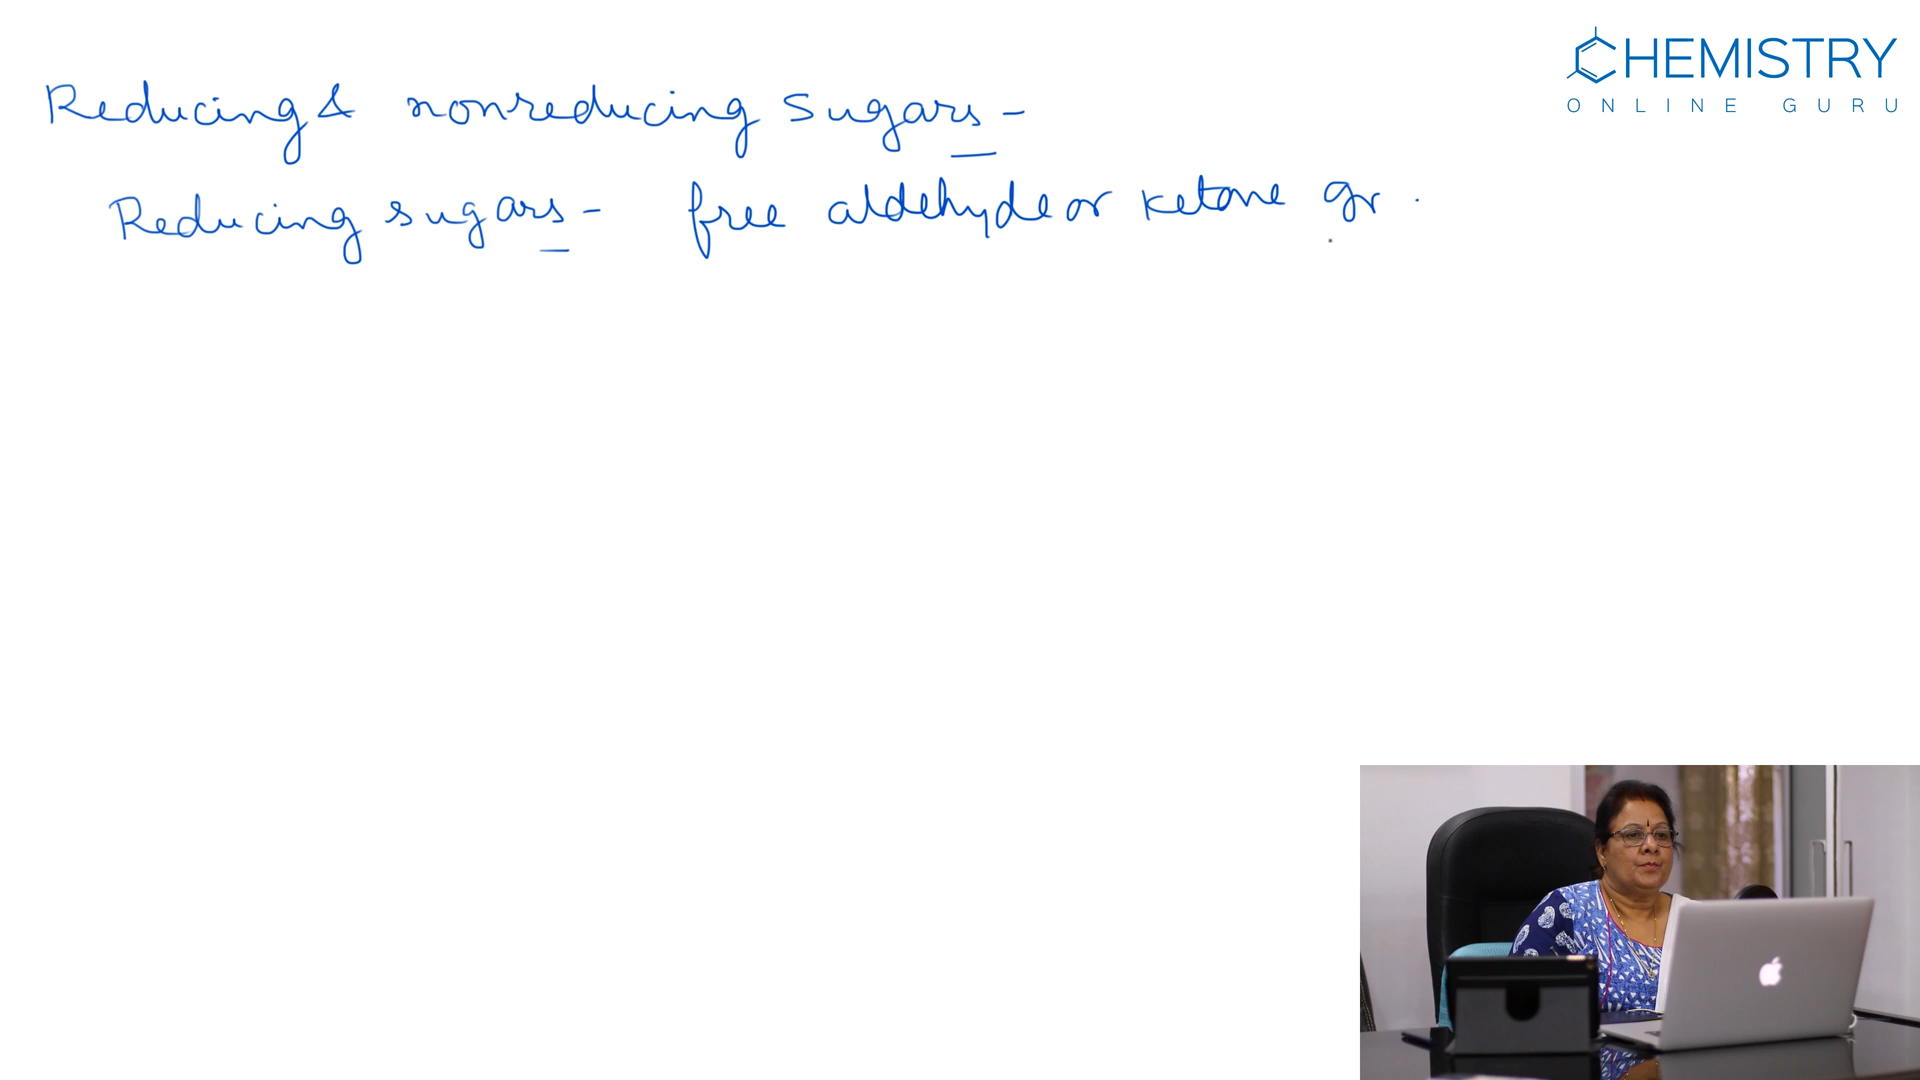 CHEMISTRY
ONLINE GURU
Reducing & nonreducing sugars -
Reducing sugars - free aldehyde or ketone gr.